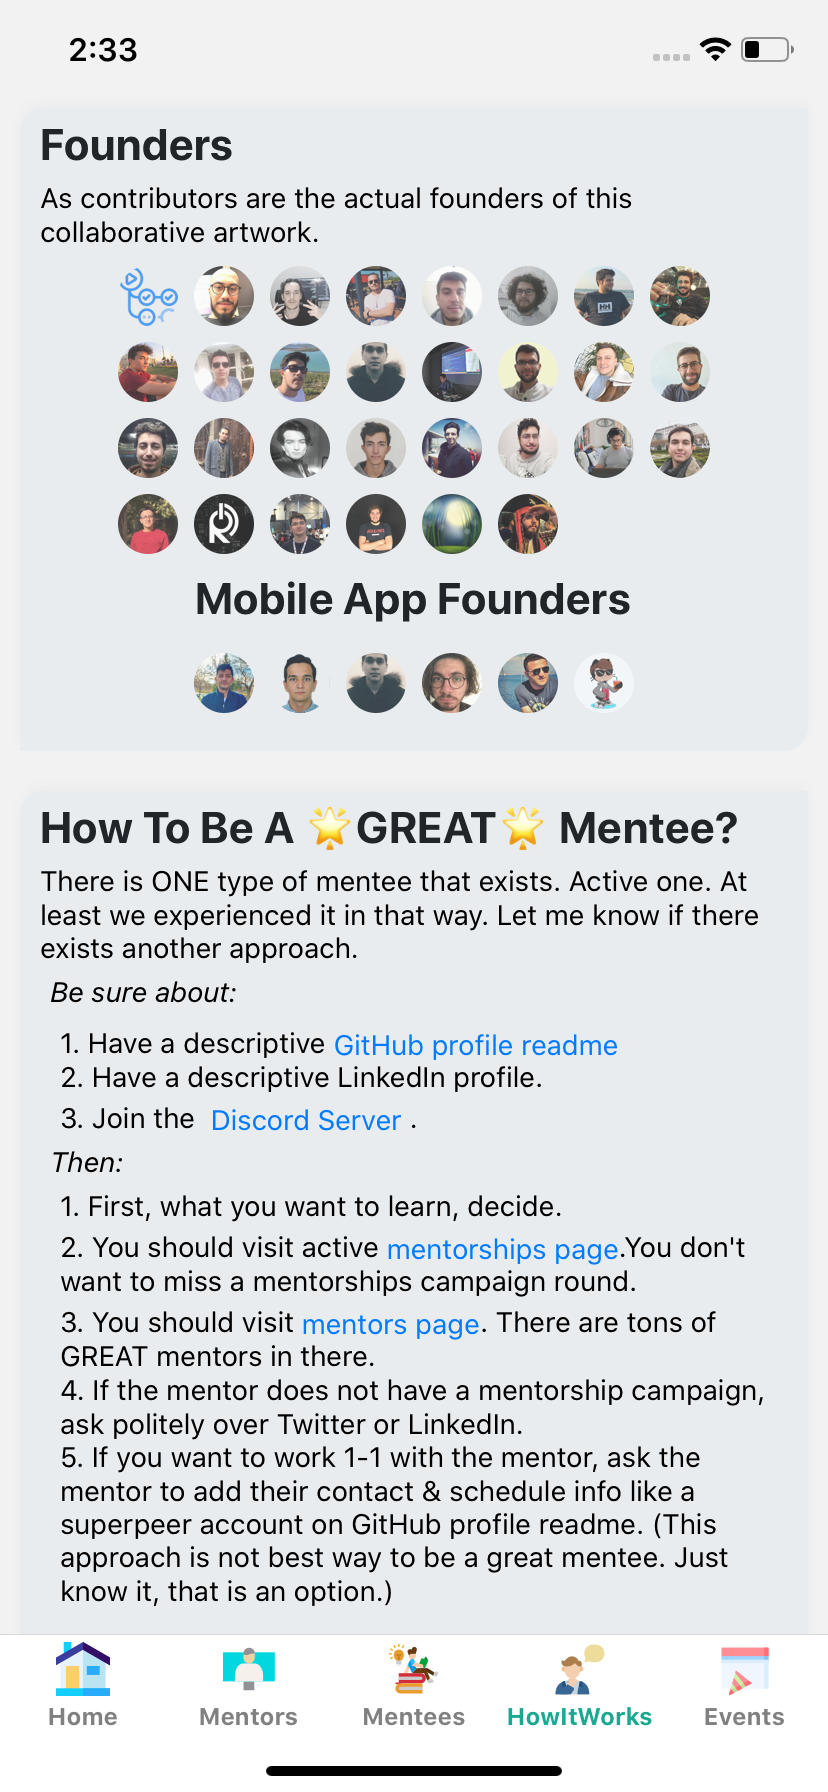 2:33
Founders
As contributors are the actual founders of this
collaborative artwork.
Mobile App Founders
How To Be A 🌟GREAT🌟 Mentee?
There is ONE type of mentee that exists. Active one. At
least we experienced it in that way. Let me know if there
exists another approach.
Be sure about:
1. Have a descriptive GitHub profile readme
2. Have a descriptive LinkedIn profile.
3. Join the Discord Server .
Then:
1. First, what you want to learn, decide.
2. You should visit active mentorships page.You don't
want to miss a mentorships campaign round.
3. You should visit mentors page. There are tons of
GREAT mentors in there.
4. If the mentor does not have a mentorship campaign,
ask politely over Twitter or LinkedIn.
5. If you want to work 1-1 with the mentor, ask the
mentor to add their contact & schedule info like a
superpeer account on GitHub profile readme. (This
approach is not best way to be a great mentee. Just
know it, that is an option.)
Home Mentors Mentees HowItWorks Events